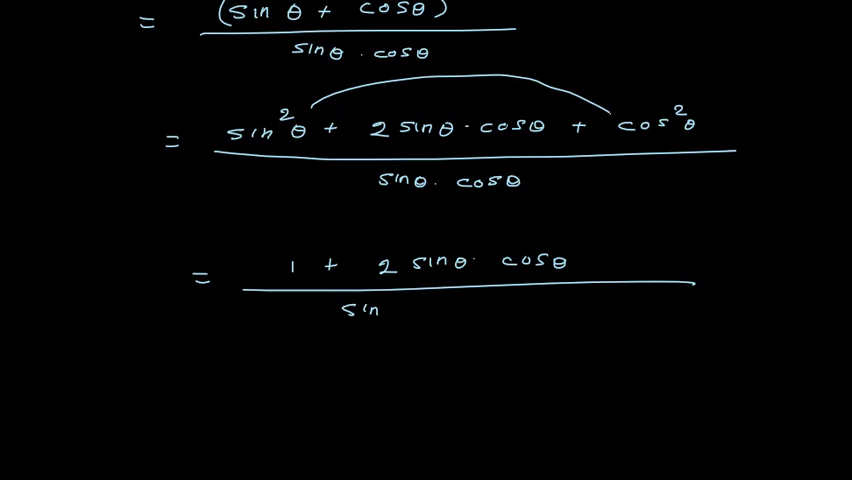 = (sin θ + cosθ)
sinθ · cosθ
= sin²θ + 2 sinθ · cosθ + cos²θ
sinθ · cosθ
= 1 + 2 sinθ · cosθ
sin